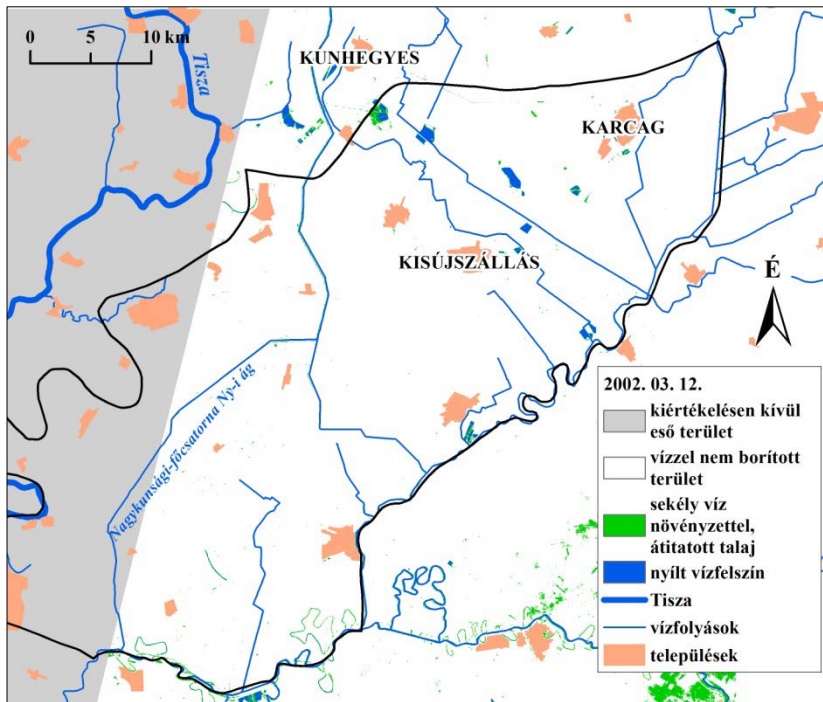 0 5 10 km
Tisza
KUNHEGYES
KARCAG
KISÚJSZÁLLÁS
É
Nagykunsági-főcsatorna Ny-i ág
2002. 03. 12.
kiértékelésen kívül
eső terület
vízzel nem borított
terület
sekély víz
növényzettel,
átitatott talaj
nyílt vízfelszín
Tisza
vízfolyások
települések